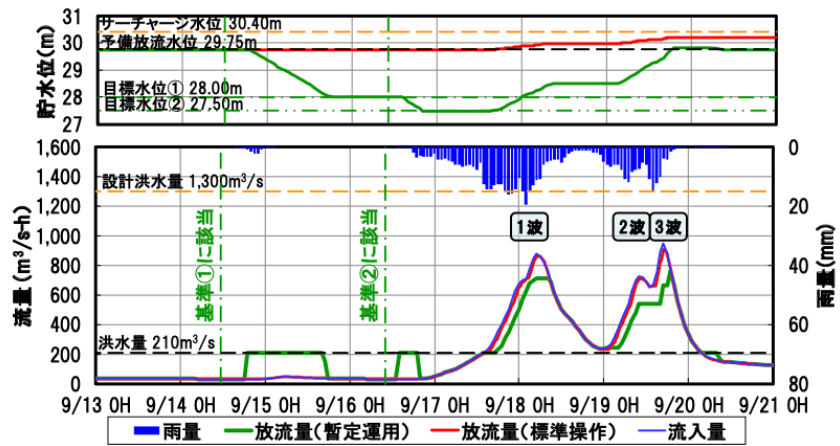 サーチャージ水位 30.40m
予備放流水位 29.75m
目標水位① 28.00m
目標水位② 27.50m
貯水位(m)
31
30
29
28
27
1,600
1,400
1,200
1,000
800
600
400
200
0
流量(m³/s-h)
設計洪水量 1,300m³/s
洪水量 210m³/s
基準①に該当
基準②に該当
1波
2波
3波
0
20
40
60
80
雨量(mm)
9/13 0H
9/14 0H
9/15 0H
9/16 0H
9/17 0H
9/18 0H
9/19 0H
9/20 0H
9/21 0H
雨量
放流量(暫定運用)
放流量(標準操作)
流入量